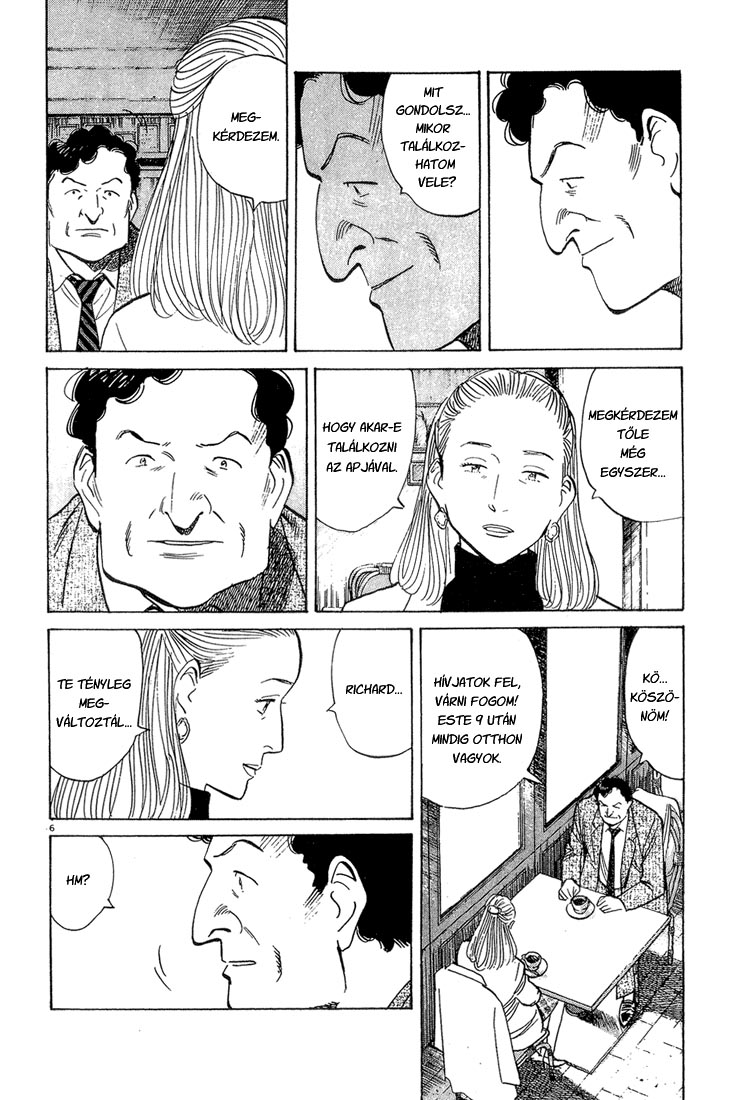 MIT
GONDOLSZ...
MIKOR
TALÁLKOZ-
HATOM
VELE?
MEG-
KÉRDEZEM.
MEGKÉRDEZEM
TŐLE
MÉG
EGYSZER...
HOGY AKAR-E
TALÁLKOZNI
AZ APJÁVAL.
KÖ...
KÖSZÖ-
NÖM!
HÍVJATOK FEL,
VÁRNI FOGOM!
ESTE 9 UTÁN
MINDIG OTTHON
VAGYOK.
RICHARD...
TE TÉNYLEG
MEG-
VÁLTOZTÁL...
6
HM?